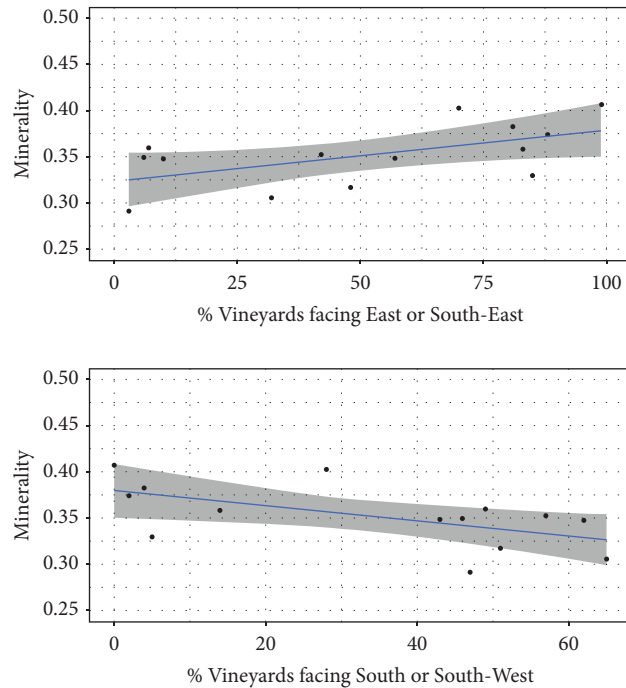 0.50
0.45
0.40
0.35
0.30
0.25
Minerality
0 25 50 75 100
% Vineyards facing East or South-East
0.50
0.45
0.40
0.35
0.30
0.25
Minerality
0 20 40 60
% Vineyards facing South or South-West